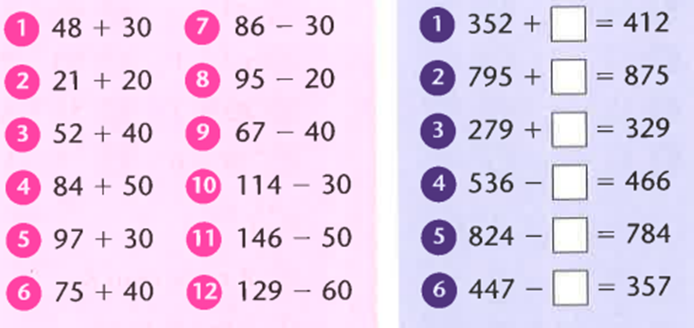 1 48 + 30
2 21 + 20
3 52 + 40
4 84 + 50
5 97 + 30
6 75 + 40
7 86 − 30
8 95 − 20
9 67 − 40
10 114 − 30
11 146 − 50
12 129 − 60
1 352 + □ = 412
2 795 + □ = 875
3 279 + □ = 329
4 536 − □ = 466
5 824 − □ = 784
6 447 − □ = 357